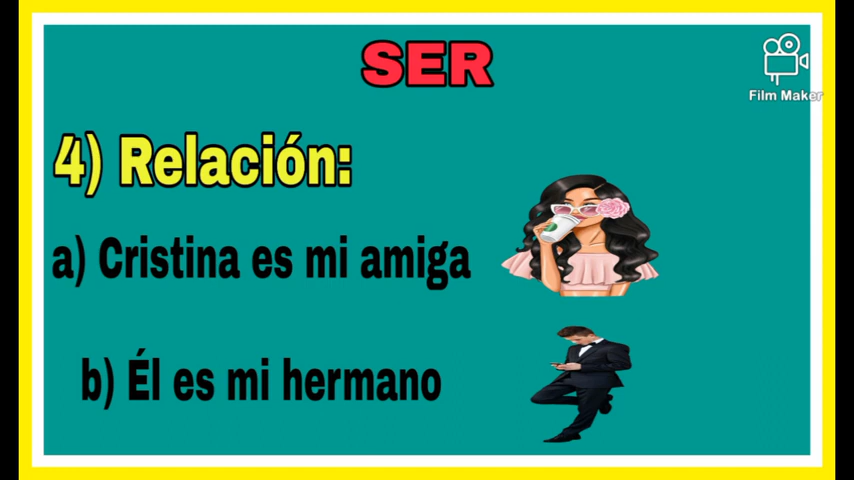 SER
Film Maker
4) Relación:
a) Cristina es mi amiga
b) Él es mi hermano